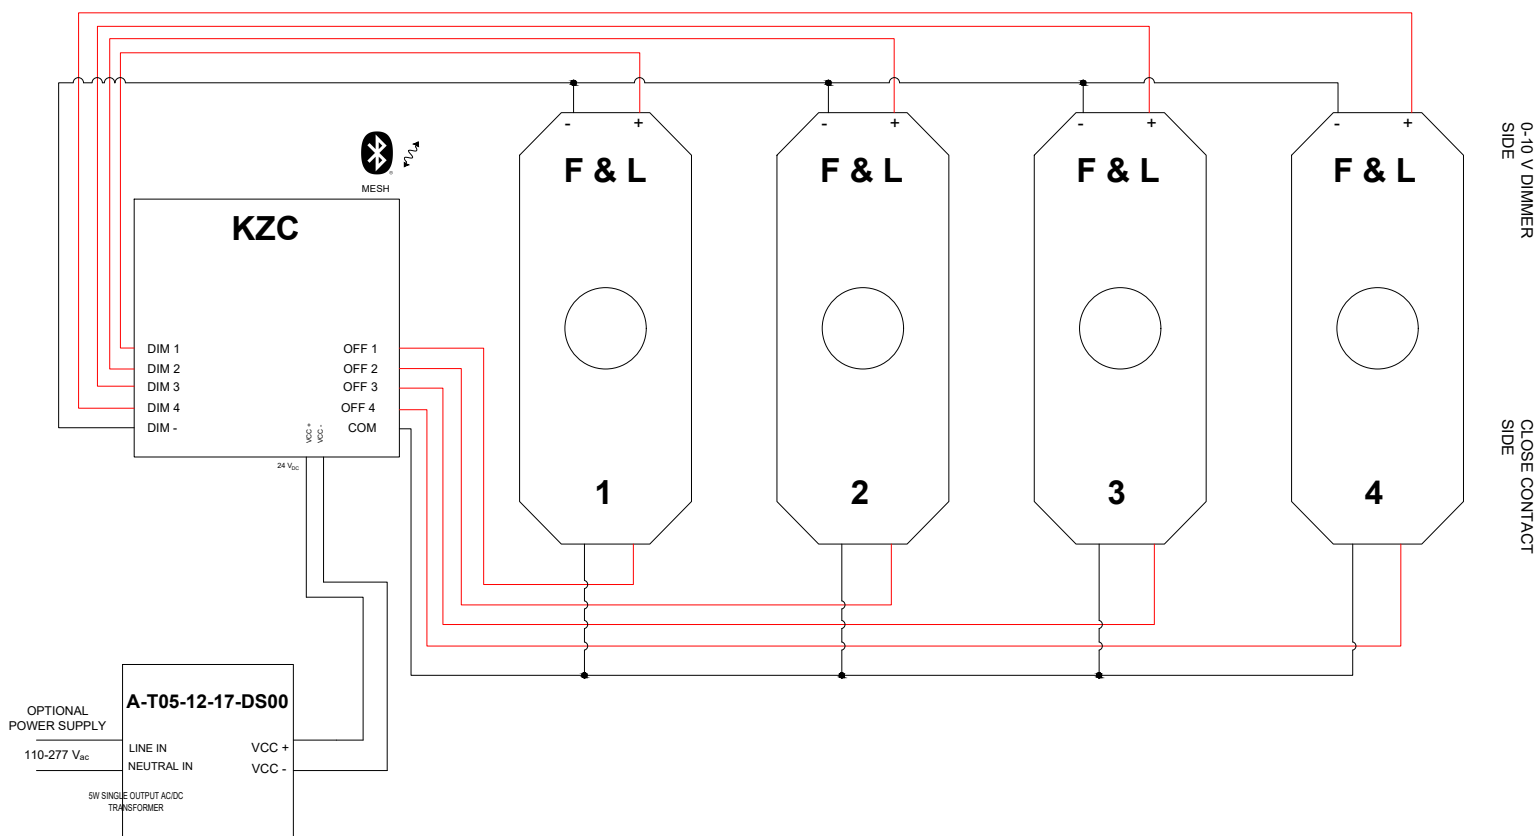 - +
- +
- +
- +
F & L
F & L
F & L
F & L
0-10 V DIMMER
SIDE
®
MESH
KZC
DIM 1
DIM 2
DIM 3
DIM 4
DIM -
OFF 1
OFF 2
OFF 3
OFF 4
COM
VCC +
VCC -
24 VDC
CLOSE CONTACT
SIDE
1
2
3
4
A-T05-12-17-DS00
OPTIONAL
POWER SUPPLY
110-277 Vac
LINE IN
NEUTRAL IN
VCC +
VCC -
5W SINGLE OUTPUT AC/DC
TRANSFORMER